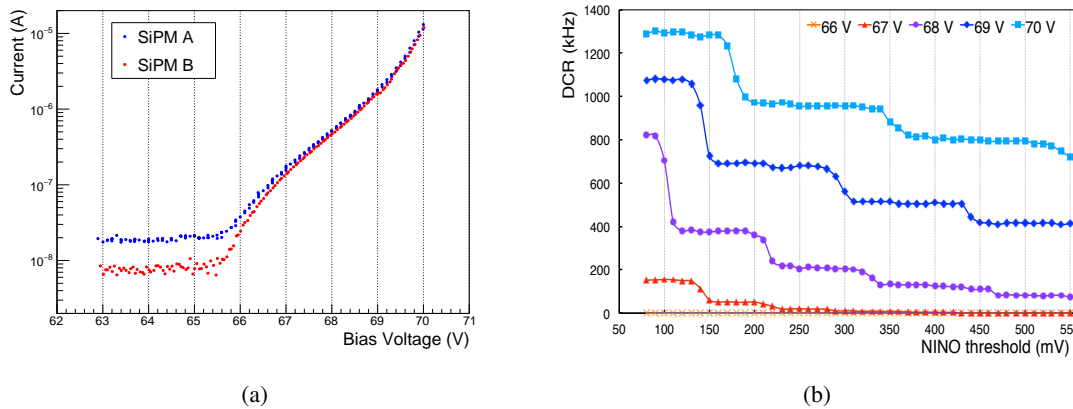 Current (A)
10⁻⁵
10⁻⁶
10⁻⁷
10⁻⁸
SiPM A
SiPM B
62 63 64 65 66 67 68 69 70 71
Bias Voltage (V)
(a)
DCR (kHz)
1400
1200
1000
800
600
400
200
0
66 V 67 V 68 V 69 V 70 V
50 100 150 200 250 300 350 400 450 500 55
NINO threshold (mV)
(b)